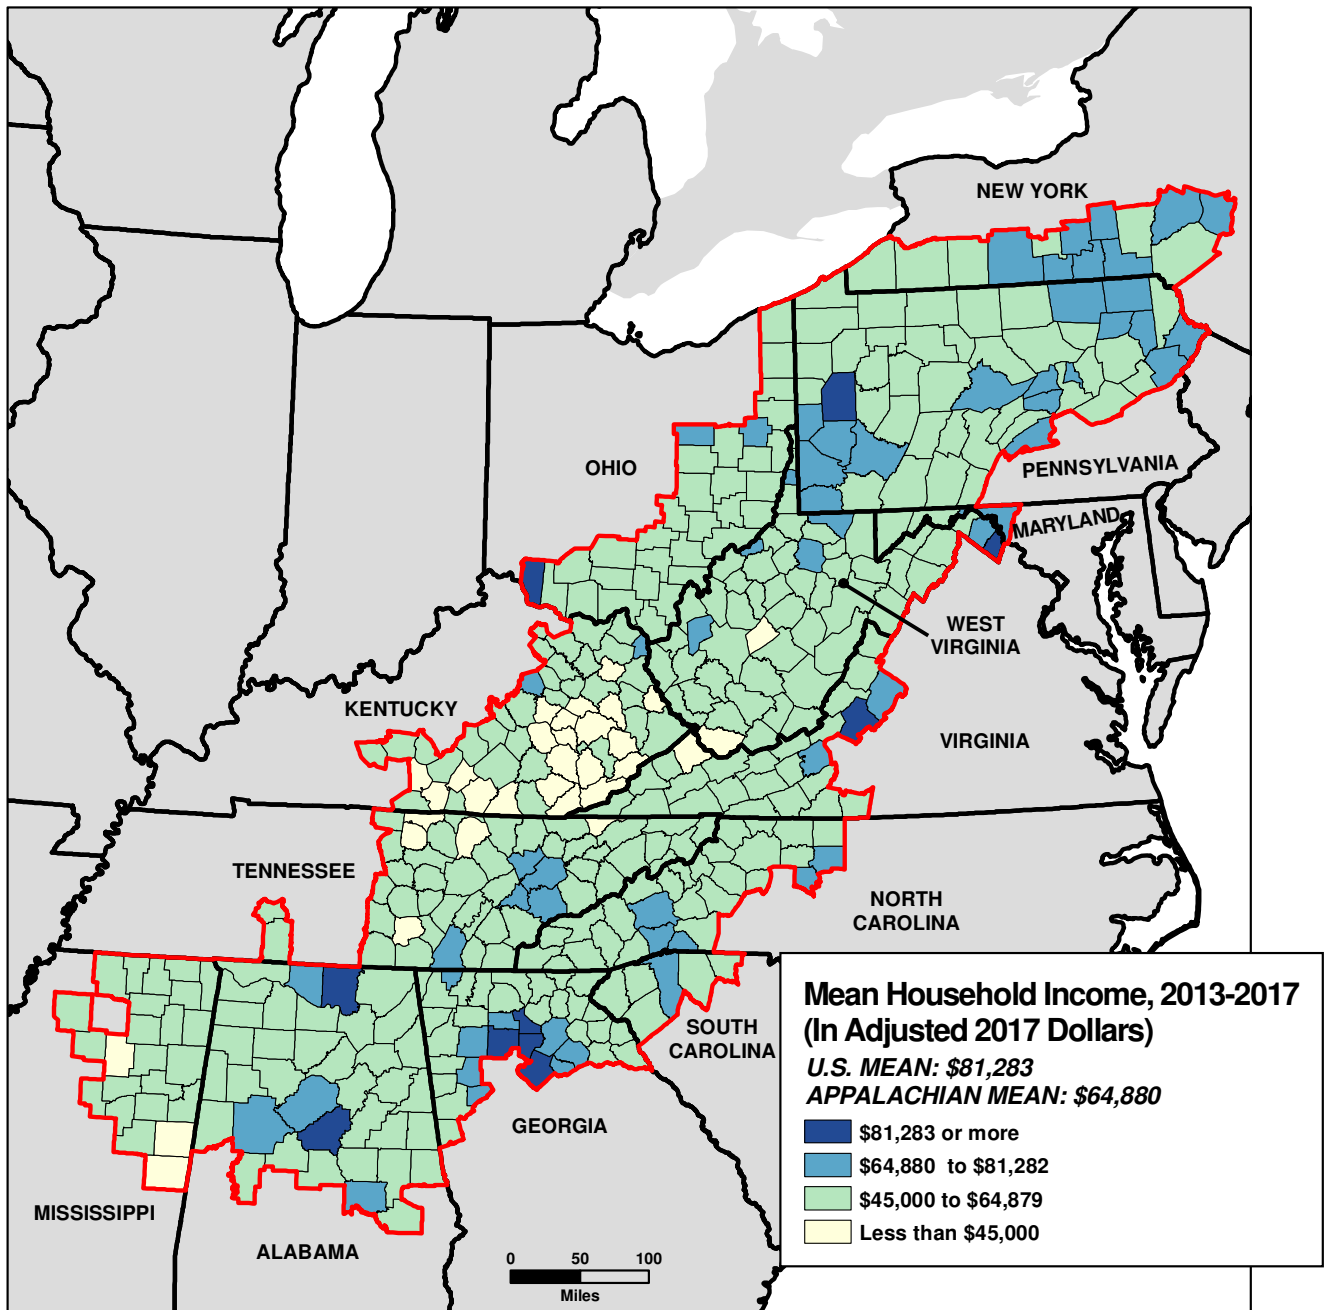 NEW YORK
OHIO
PENNSYLVANIA
MARYLAND
WEST
VIRGINIA
KENTUCKY
VIRGINIA
TENNESSEE
NORTH
CAROLINA
SOUTH
CAROLINA
GEORGIA
MISSISSIPPI
ALABAMA
0 50 100
Miles
Mean Household Income, 2013-2017
(In Adjusted 2017 Dollars)
U.S. MEAN: $81,283
APPALACHIAN MEAN: $64,880
$81,283 or more
$64,880 to $81,282
$45,000 to $64,879
Less than $45,000